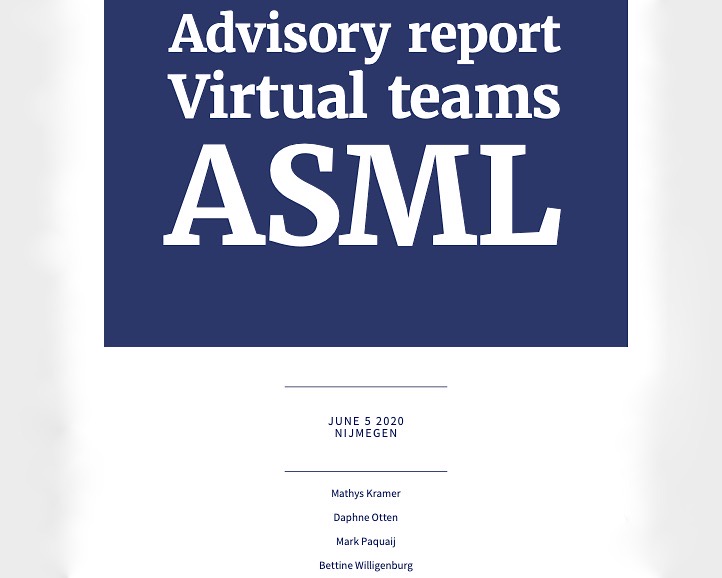 Advisory report
Virtual teams
ASML
JUNE 5 2020
NIJMEGEN
Mathys Kramer
Daphne Otten
Mark Paquaij
Bettine Willigenburg